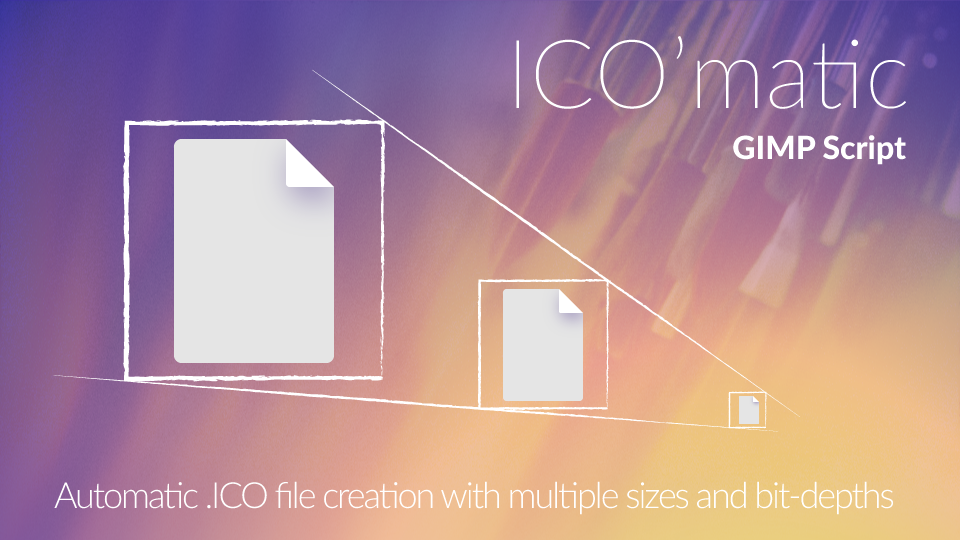 ICO’matic
GIMP Script
Automatic .ICO file creation with multiple sizes and bit-depths